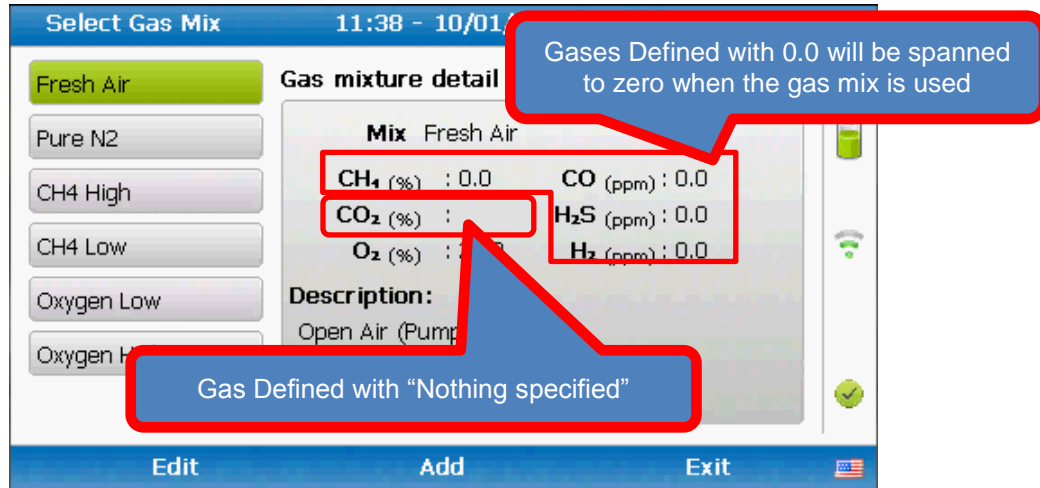 Select Gas Mix
11:38 - 10/01/
Gases Defined with 0.0 will be spanned
to zero when the gas mix is used
Fresh Air
Pure N2
CH4 High
CH4 Low
Oxygen Low
Oxygen
Gas mixture detail
Mix Fresh Air
CH₄ (%) : 0.0 CO (ppm) : 0.0
CO₂ (%) : H₂S (ppm) : 0.0
O₂ (%) : H₂ (ppm) : 0.0
Description:
Open Air (Pump
Gas Defined with “Nothing specified”
Edit Add Exit